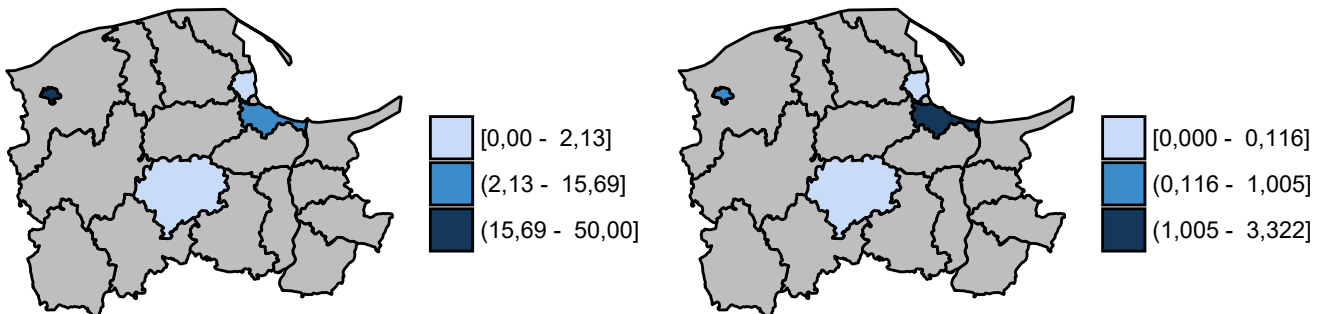 [0,00 - 2,13]
(2,13 - 15,69]
(15,69 - 50,00]
[0,000 - 0,116]
(0,116 - 1,005]
(1,005 - 3,322]